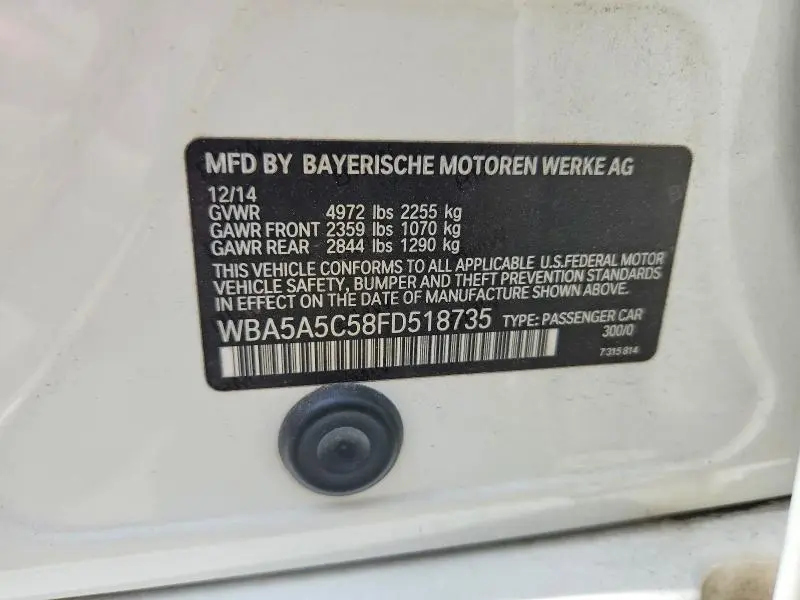 MFD BY BAYERISCHE MOTOREN WERKE AG
12/14
GVWR 4972 lbs 2255 kg
GAWR FRONT 2359 lbs 1070 kg
GAWR REAR 2844 lbs 1290 kg
THIS VEHICLE CONFORMS TO ALL APPLICABLE U.S.FEDERAL MOTOR
VEHICLE SAFETY, BUMPER AND THEFT PREVENTION STANDARDS
IN EFFECT ON THE DATE OF MANUFACTURE SHOWN ABOVE.
WBA5A5C58FD518735 TYPE: PASSENGER CAR
300/0
7315814